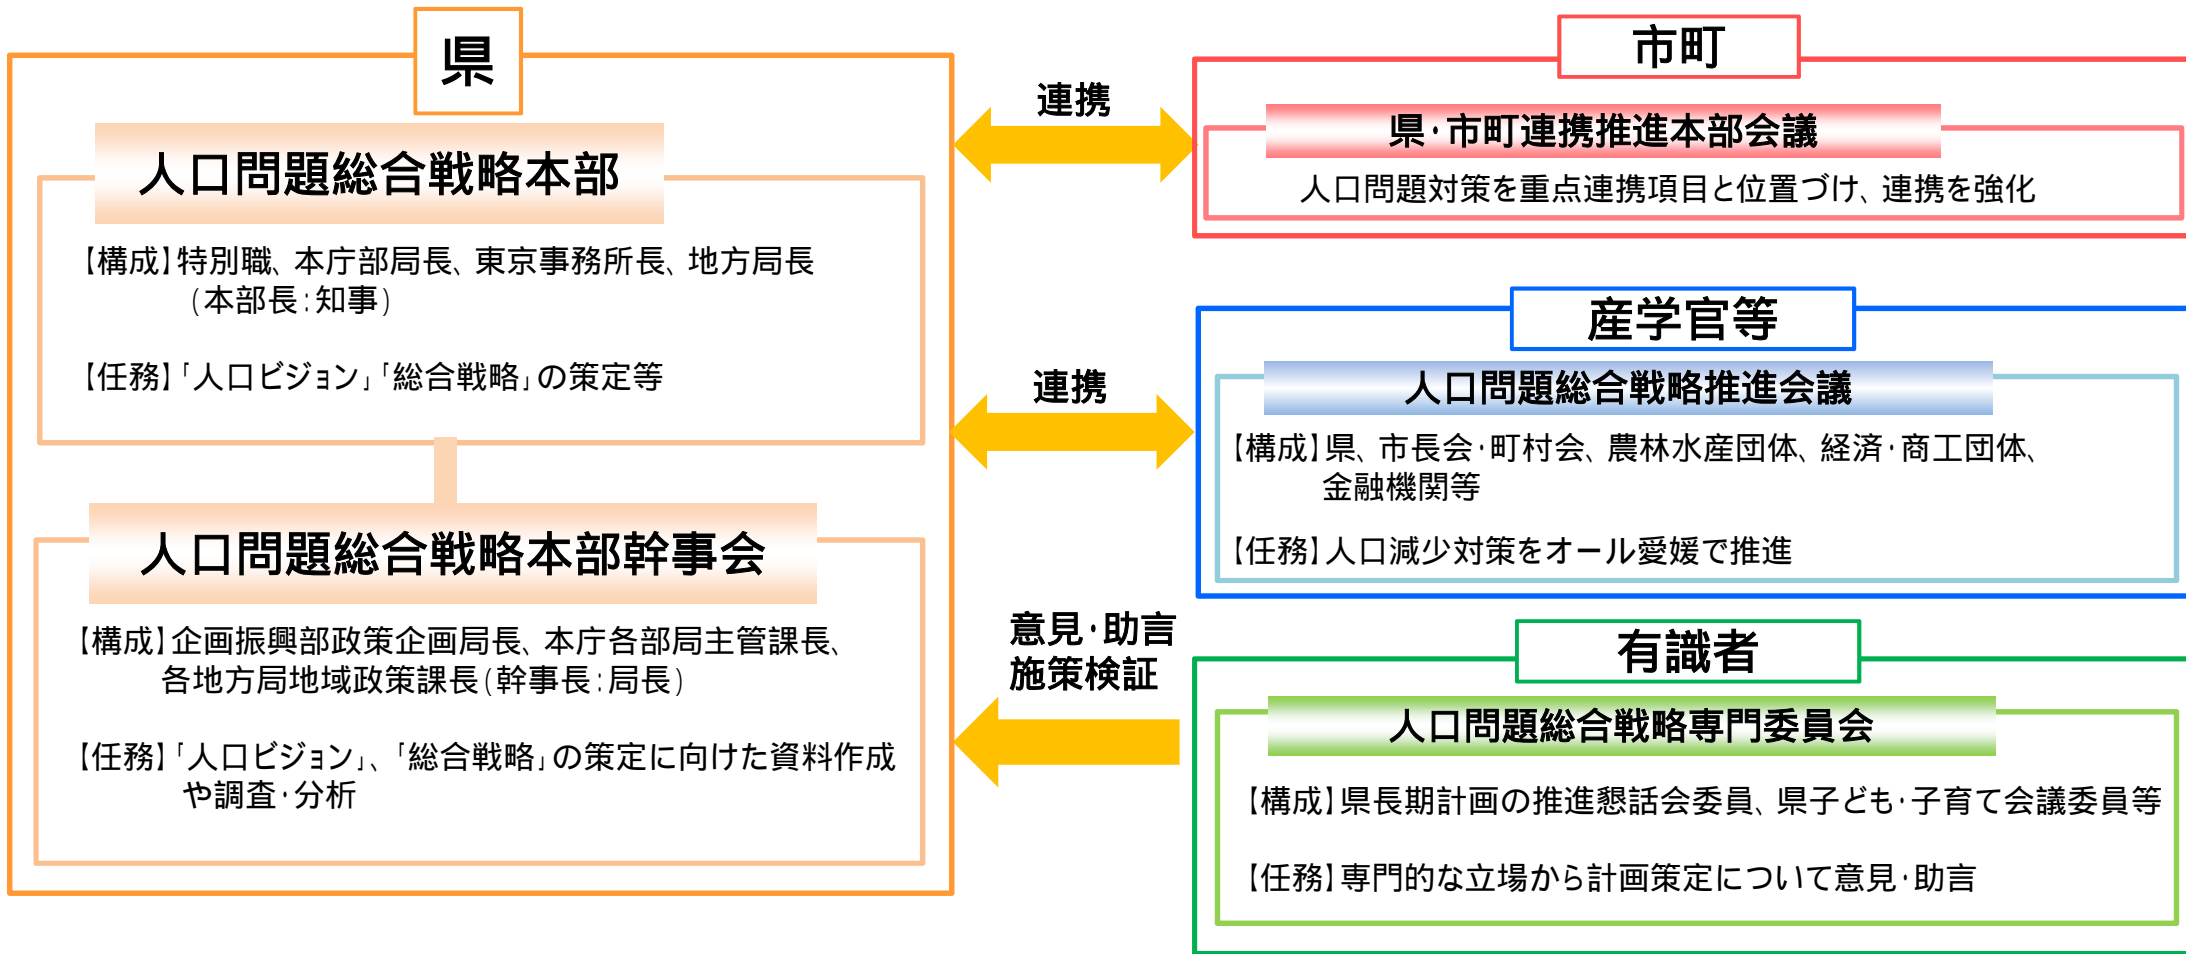 県
人口問題総合戦略本部
【構成】特別職、本庁部局長、東京事務所長、地方局長
（本部長：知事）
【任務】「人口ビジョン」「総合戦略」の策定等
人口問題総合戦略本部幹事会
【構成】企画振興部政策企画局長、本庁各部局主管課長、
各地方局地域政策課長（幹事長：局長）
【任務】「人口ビジョン」、「総合戦略」の策定に向けた資料作成
や調査・分析
連携
連携
意見・助言
施策検証
市町
県・市町連携推進本部会議
人口問題対策を重点連携項目と位置づけ、連携を強化
産学官等
人口問題総合戦略推進会議
【構成】県、市長会・町村会、農林水産団体、経済・商工団体、
金融機関等
【任務】人口減少対策をオール愛媛で推進
有識者
人口問題総合戦略専門委員会
【構成】県長期計画の推進懇話会委員、県子ども・子育て会議委員等
【任務】専門的な立場から計画策定について意見・助言